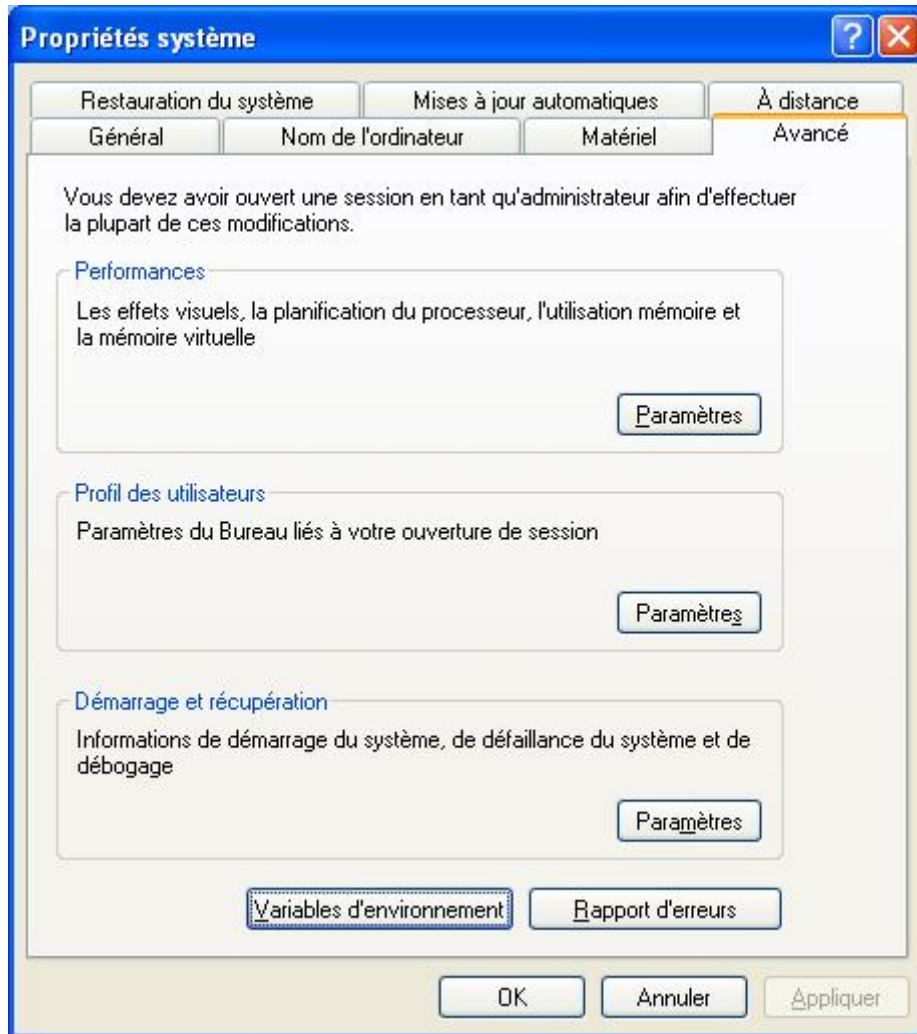 Propriétés système
Restauration du système Mises à jour automatiques À distance
Général Nom de l'ordinateur Matériel Avancé
Vous devez avoir ouvert une session en tant qu'administrateur afin d'effectuer
la plupart de ces modifications.
Performances
Les effets visuels, la planification du processeur, l'utilisation mémoire et
la mémoire virtuelle
Paramètres
Profil des utilisateurs
Paramètres du Bureau liés à votre ouverture de session
Paramètres
Démarrage et récupération
Informations de démarrage du système, de défaillance du système et de
débogage
Paramètres
Variables d'environnement Rapport d'erreurs
OK Annuler Appliquer